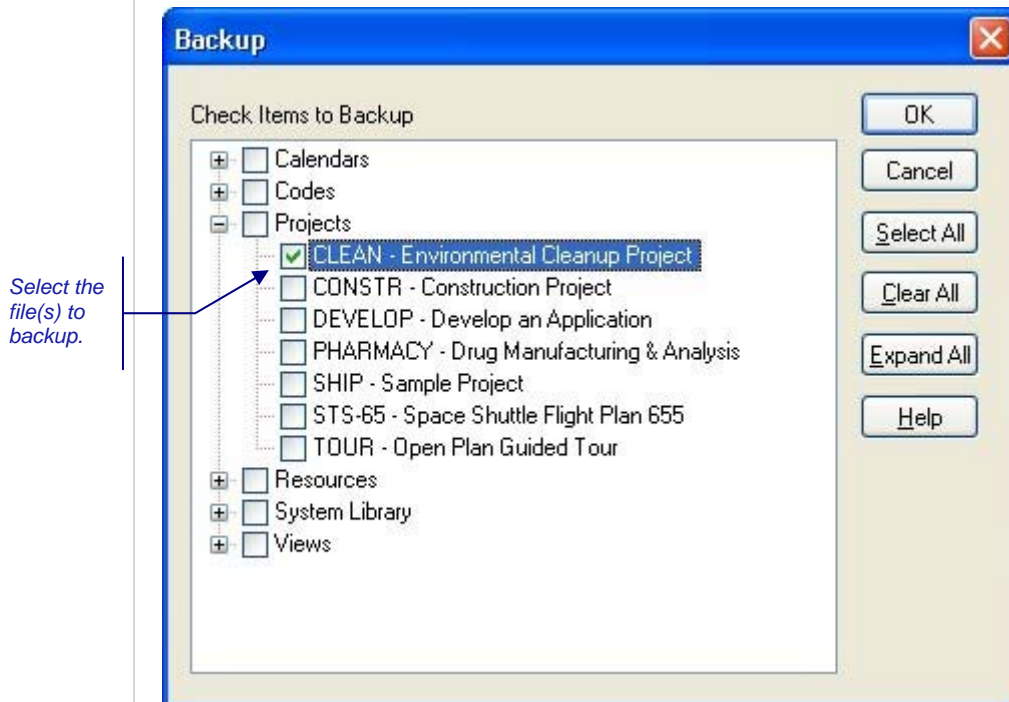 Backup
Check Items to Backup
Calendars
Codes
Projects
CLEAN - Environmental Cleanup Project
CONSTR - Construction Project
DEVELOP - Develop an Application
PHARMACY - Drug Manufacturing & Analysis
SHIP - Sample Project
STS-65 - Space Shuttle Flight Plan 655
TOUR - Open Plan Guided Tour
Resources
System Library
Views
OK
Cancel
Select All
Clear All
Expand All
Help
Select the
file(s) to
backup.